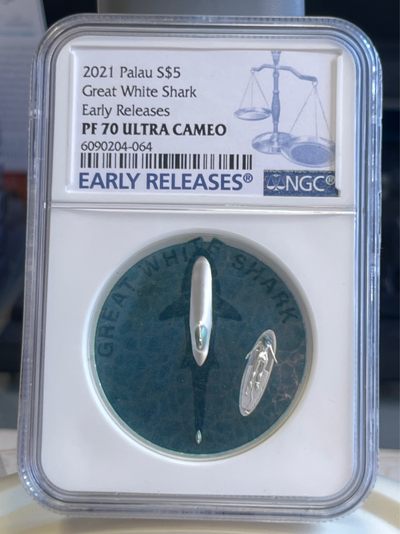 2021 Palau S$5
Great White Shark
Early Releases
PF 70 ULTRA CAMEO
6090204-064
EARLY RELEASES®
NGC®
GREAT WHITE SHARK